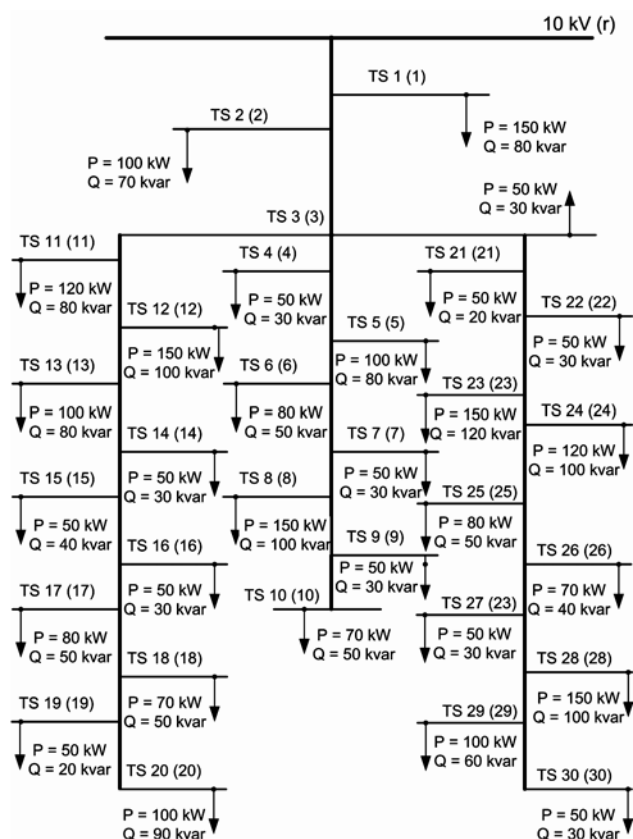 10 kV (r)
TS 1 (1)
TS 2 (2)
P = 150 kW
Q = 80 kvar
P = 100 kW
Q = 70 kvar
P = 50 kW
Q = 30 kvar
TS 3 (3)
TS 11 (11)
TS 4 (4)
TS 21 (21)
P = 120 kW
Q = 80 kvar
TS 12 (12)
P = 50 kW
Q = 30 kvar
TS 5 (5)
P = 50 kW
Q = 20 kvar
TS 22 (22)
P = 150 kW
Q = 100 kvar
TS 13 (13)
TS 6 (6)
P = 100 kW
Q = 80 kvar
TS 23 (23)
P = 50 kW
Q = 30 kvar
P = 100 kW
Q = 80 kvar
TS 14 (14)
P = 80 kW
Q = 50 kvar
TS 7 (7)
P = 150 kW
Q = 120 kvar
TS 24 (24)
TS 15 (15)
P = 50 kW
Q = 30 kvar
TS 8 (8)
P = 50 kW
Q = 30 kvar
TS 25 (25)
P = 120 kW
Q = 100 kvar
P = 50 kW
Q = 40 kvar
TS 16 (16)
P = 150 kW
Q = 100 kvar
TS 9 (9)
P = 80 kW
Q = 50 kvar
TS 26 (26)
TS 17 (17)
P = 50 kW
Q = 30 kvar
TS 10 (10)
P = 50 kW
Q = 30 kvar
TS 27 (23)
P = 70 kW
Q = 40 kvar
P = 80 kW
Q = 50 kvar
TS 18 (18)
P = 70 kW
Q = 50 kvar
P = 50 kW
Q = 30 kvar
TS 28 (28)
TS 19 (19)
P = 70 kW
Q = 50 kvar
TS 29 (29)
P = 150 kW
Q = 100 kvar
P = 50 kW
Q = 20 kvar
TS 20 (20)
P = 100 kW
Q = 60 kvar
TS 30 (30)
P = 100 kW
Q = 90 kvar
P = 50 kW
Q = 30 kvar